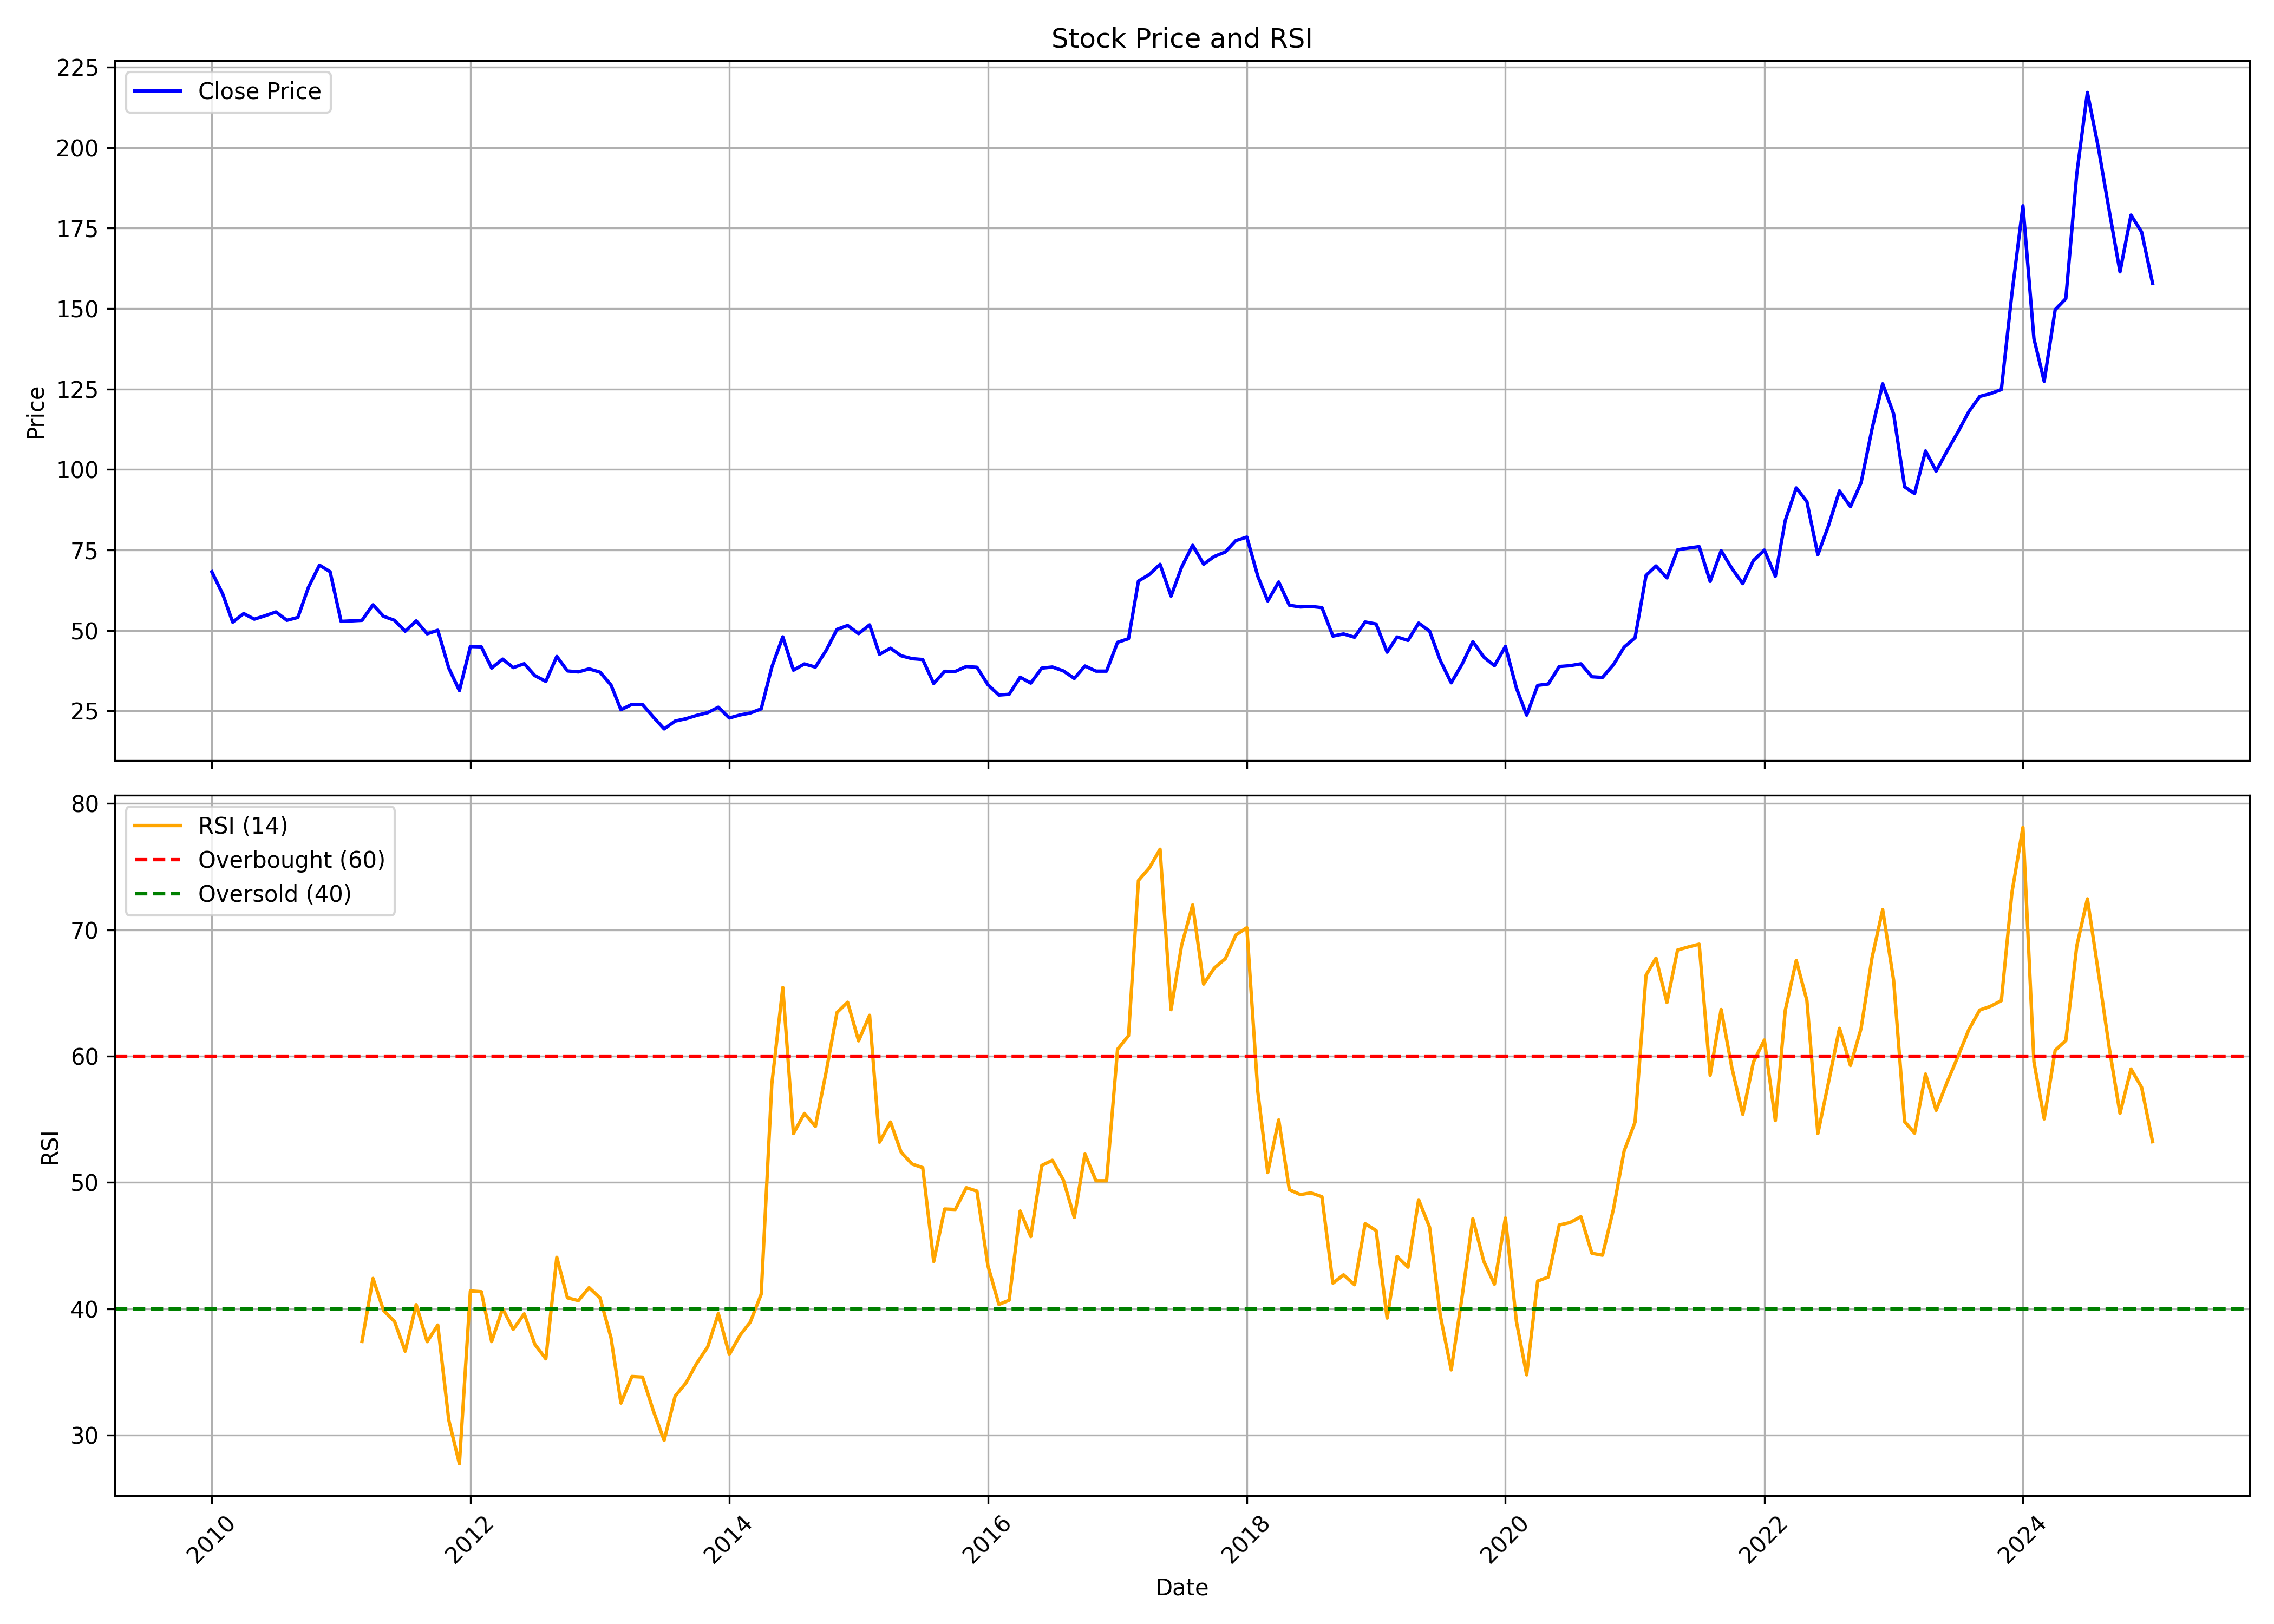 Stock Price and RSI
Close Price
225
200
175
150
125
100
75
50
25
Price
RSI (14)
Overbought (60)
Oversold (40)
80
70
60
50
40
30
RSI
2010
2012
2014
2016
2018
2020
2022
2024
Date